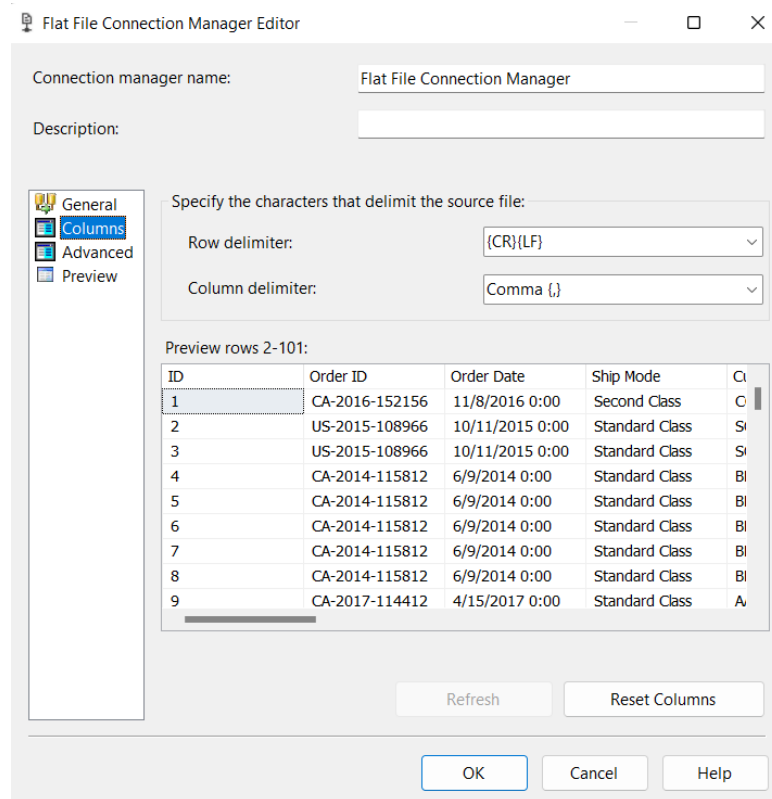 Flat File Connection Manager Editor
Connection manager name: Flat File Connection Manager
Description:
General
Columns
Advanced
Preview
Specify the characters that delimit the source file:
Row delimiter: {CR}{LF}
Column delimiter: Comma {,}
Preview rows 2-101:
ID Order ID Order Date Ship Mode
1 CA-2016-152156 11/8/2016 0:00 Second Class
2 US-2015-108966 10/11/2015 0:00 Standard Class
3 US-2015-108966 10/11/2015 0:00 Standard Class
4 CA-2014-115812 6/9/2014 0:00 Standard Class
5 CA-2014-115812 6/9/2014 0:00 Standard Class
6 CA-2014-115812 6/9/2014 0:00 Standard Class
7 CA-2014-115812 6/9/2014 0:00 Standard Class
8 CA-2014-115812 6/9/2014 0:00 Standard Class
9 CA-2017-114412 4/15/2017 0:00 Standard Class
Refresh Reset Columns
OK Cancel Help